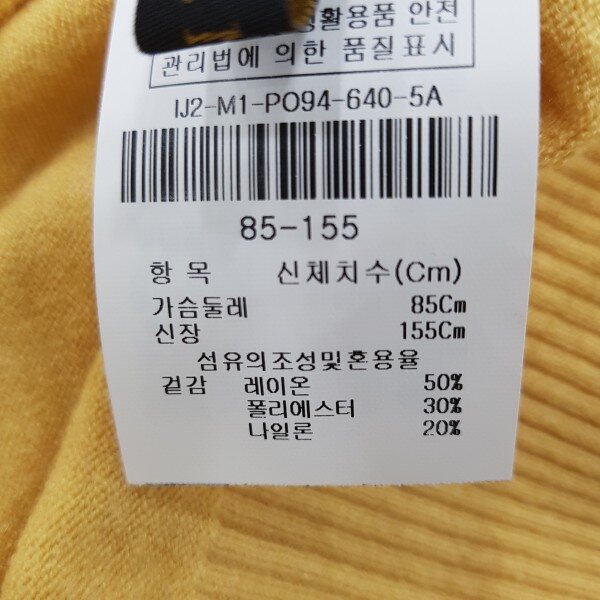 생활용품 안전
관리법에 의한 품질표시
IJ2-M1-PO94-640-5A
85-155
항 목 신체치수(Cm)
가슴둘레 85Cm
신장 155Cm
섬유의조성및혼용율
겉감 레이온 50%
폴리에스터 30%
나일론 20%